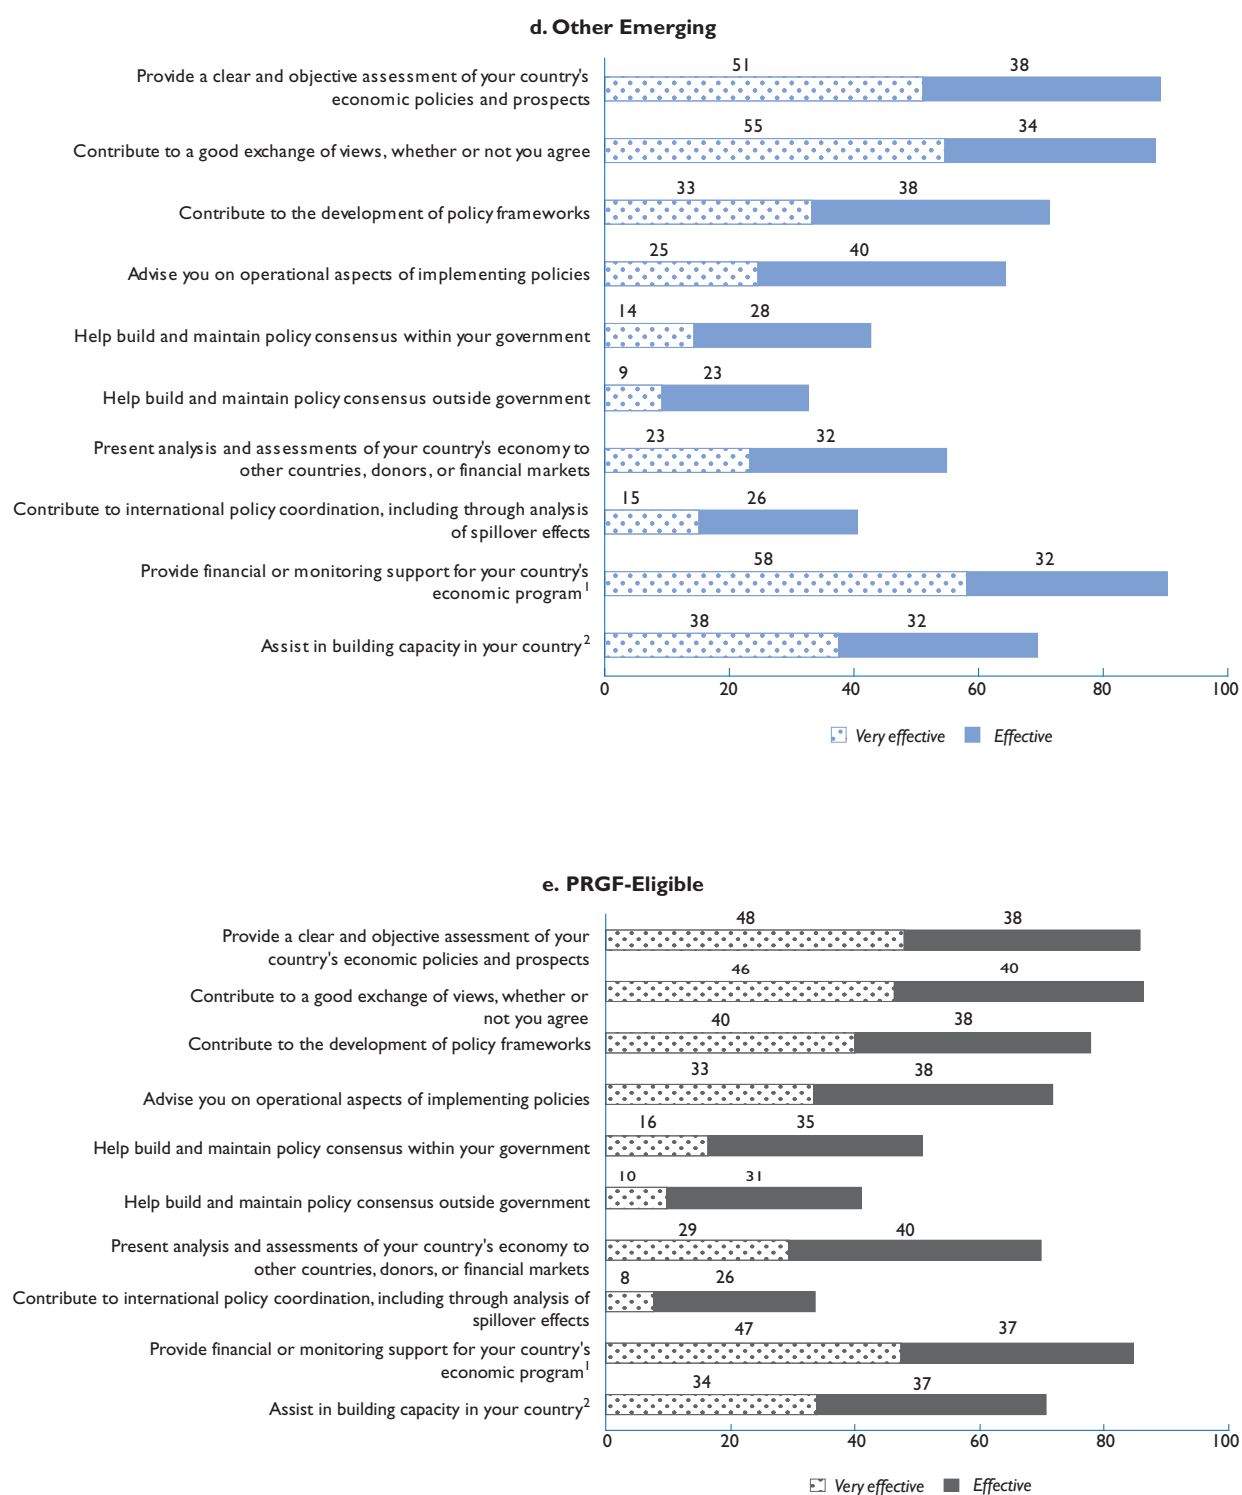 d. Other Emerging
51 38
Provide a clear and objective assessment of your country's
economic policies and prospects
55 34
Contribute to a good exchange of views, whether or not you agree
33 38
Contribute to the development of policy frameworks
25 40
Advise you on operational aspects of implementing policies
14 28
Help build and maintain policy consensus within your government
9 23
Help build and maintain policy consensus outside government
23 32
Present analysis and assessments of your country's economy to
other countries, donors, or financial markets
15 26
Contribute to international policy coordination, including through analysis
of spillover effects
58 32
Provide financial or monitoring support for your country's
economic program1
38 32
Assist in building capacity in your country2
0 20 40 60 80 100
Very effective Effective
e. PRGF-Eligible
48 38
Provide a clear and objective assessment of your
country's economic policies and prospects
46 40
Contribute to a good exchange of views, whether or
not you agree
40 38
Contribute to the development of policy frameworks
33 38
Advise you on operational aspects of implementing policies
16 35
Help build and maintain policy consensus within your government
10 31
Help build and maintain policy consensus outside government
29 40
Present analysis and assessments of your country's economy to
other countries, donors, or financial markets
8 26
Contribute to international policy coordination, including through analysis of
spillover effects
47 37
Provide financial or monitoring support for your country's
economic program1
34 37
Assist in building capacity in your country2
0 20 40 60 80 100
Very effective Effective